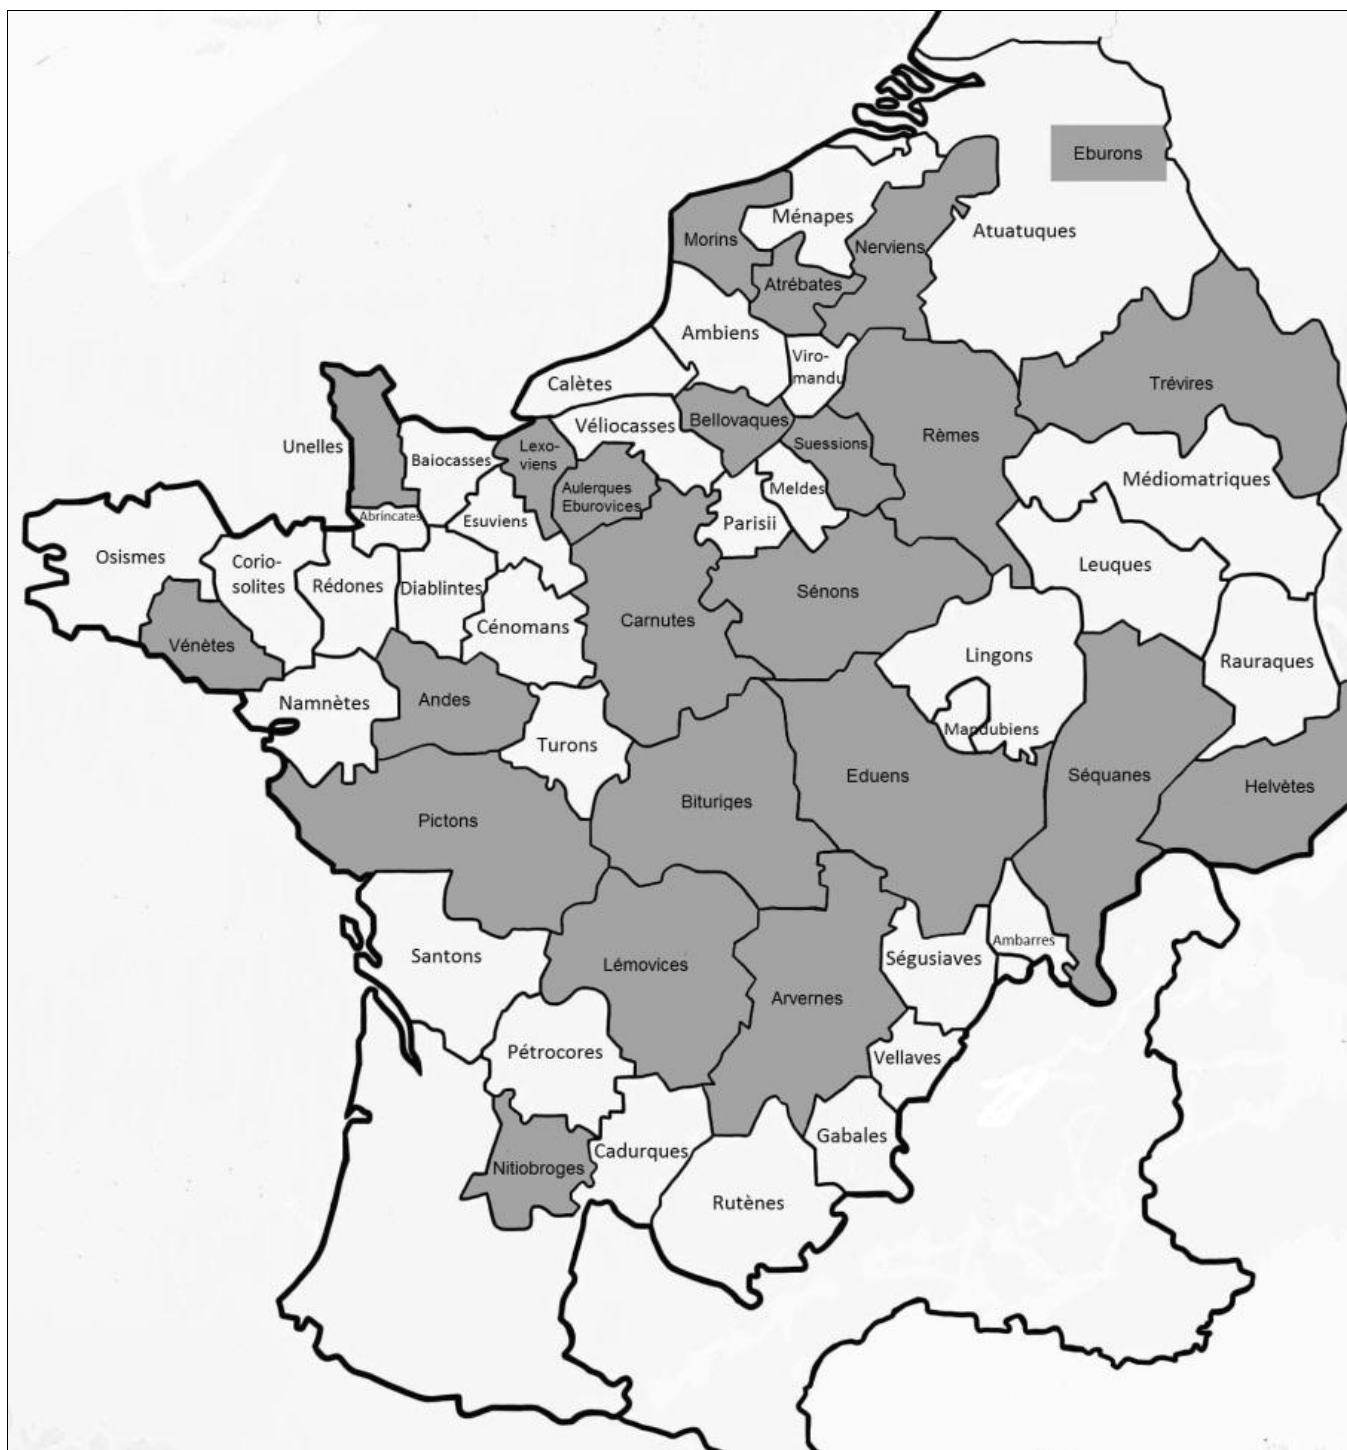 Eburons
Ménapes
Atuatuques
Morins
Nerviens
Atrébates
Ambiens
Viro-
mandu
Calètes
Trévires
Bellovaques
Véliocasses
Rèmes
Suessions
Unelles
Lexo-
viens
Baiocasses
Médiomatriques
Aulerques
Eburovices
Meldes
Abrincates
Esuviens
Parisii
Osismes
Corio-
solites
Rédones
Diablintes
Leuques
Sénons
Carnutes
Cénomans
Vénètes
Lingons
Rauraques
Namnètes
Andes
Mandubiens
Turons
Eduens
Séquanes
Helvètes
Bituriges
Pictons
Ambarres
Santons
Ségusiaves
Lémovices
Arvernes
Pétrocores
Vellaves
Gabales
Cadurques
Nitiobroges
Rutènes